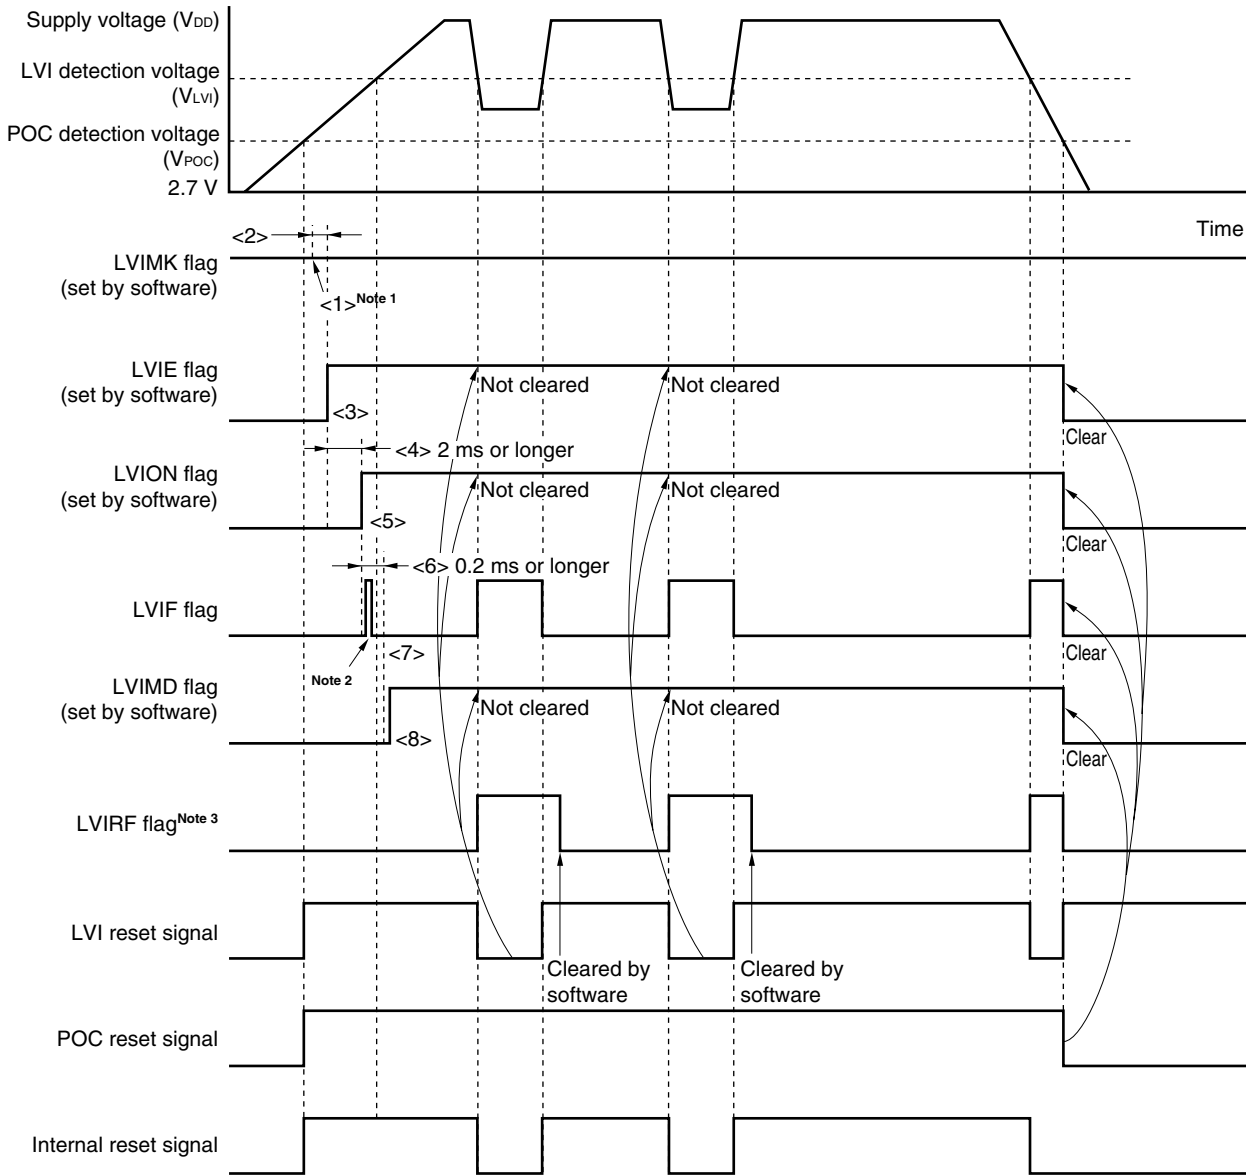 Supply voltage (VDD)
LVI detection voltage
(VLVI)
POC detection voltage
(VPOC)
2.7 V
Time
<2>
LVIMK flag
(set by software)
<1>Note 1
LVIE flag
(set by software)
Not cleared
Not cleared
<3>
Clear
<4> 2 ms or longer
LVION flag
(set by software)
Not cleared
Not cleared
<5>
Clear
<6> 0.2 ms or longer
LVIF flag
<7>
Clear
Note 2
LVIMD flag
(set by software)
Not cleared
Not cleared
<8>
Clear
LVIRF flagNote 3
LVI reset signal
Cleared by
software
Cleared by
software
POC reset signal
Internal reset signal